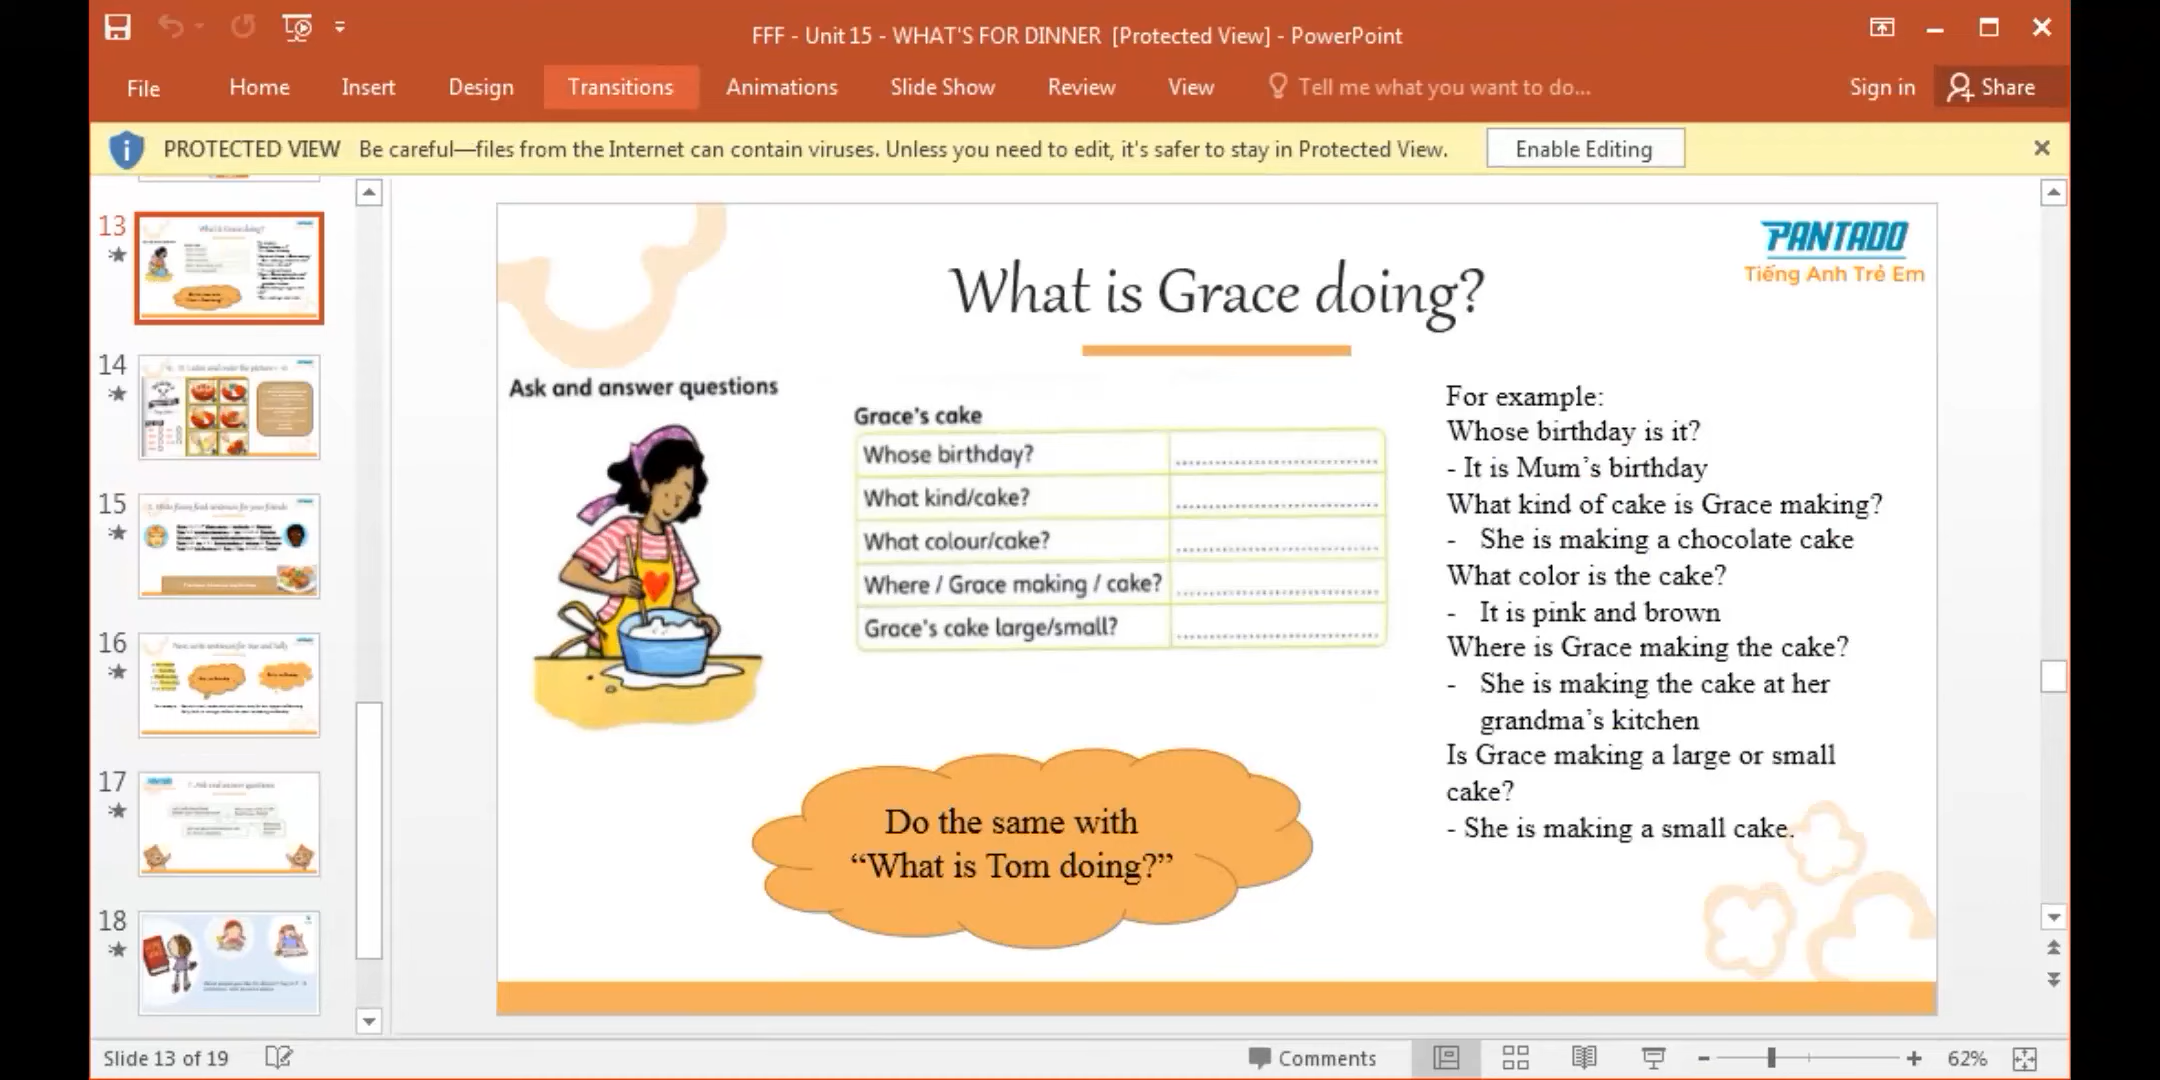 FFF - Unit 15 - WHAT'S FOR DINNER [Protected View] - PowerPoint
File Home Insert Design Transitions Animations Slide Show Review View Tell me what you want to do... Sign in Share
PROTECTED VIEW Be careful—files from the Internet can contain viruses. Unless you need to edit, it's safer to stay in Protected View. Enable Editing
13
14
15
16
17
18
PANTADO
Tiếng Anh Trẻ Em
What is Grace doing?
Ask and answer questions
Grace's cake
Whose birthday?
What kind/cake?
What colour/cake?
Where / Grace making / cake?
Grace's cake large/small?
For example:
Whose birthday is it?
- It is Mum’s birthday
What kind of cake is Grace making?
- She is making a chocolate cake
What color is the cake?
- It is pink and brown
Where is Grace making the cake?
- She is making the cake at her
grandma’s kitchen
Is Grace making a large or small
cake?
- She is making a small cake.
Do the same with
“What is Tom doing?”
Slide 13 of 19 Comments 62%